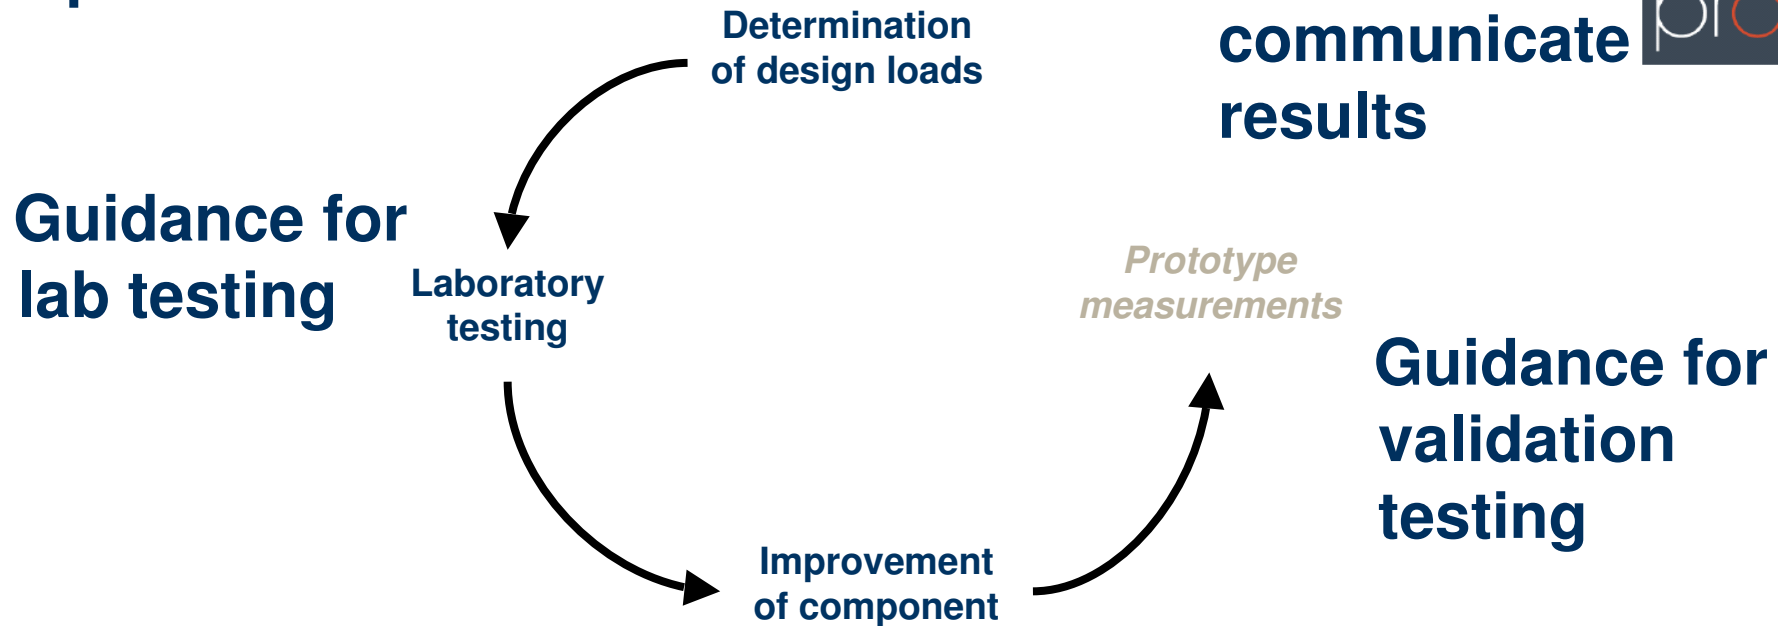 Determination
of design loads
communicate
results
Guidance for
lab testing
Laboratory
testing
Prototype
measurements
Guidance for
validation
testing
Improvement
of component